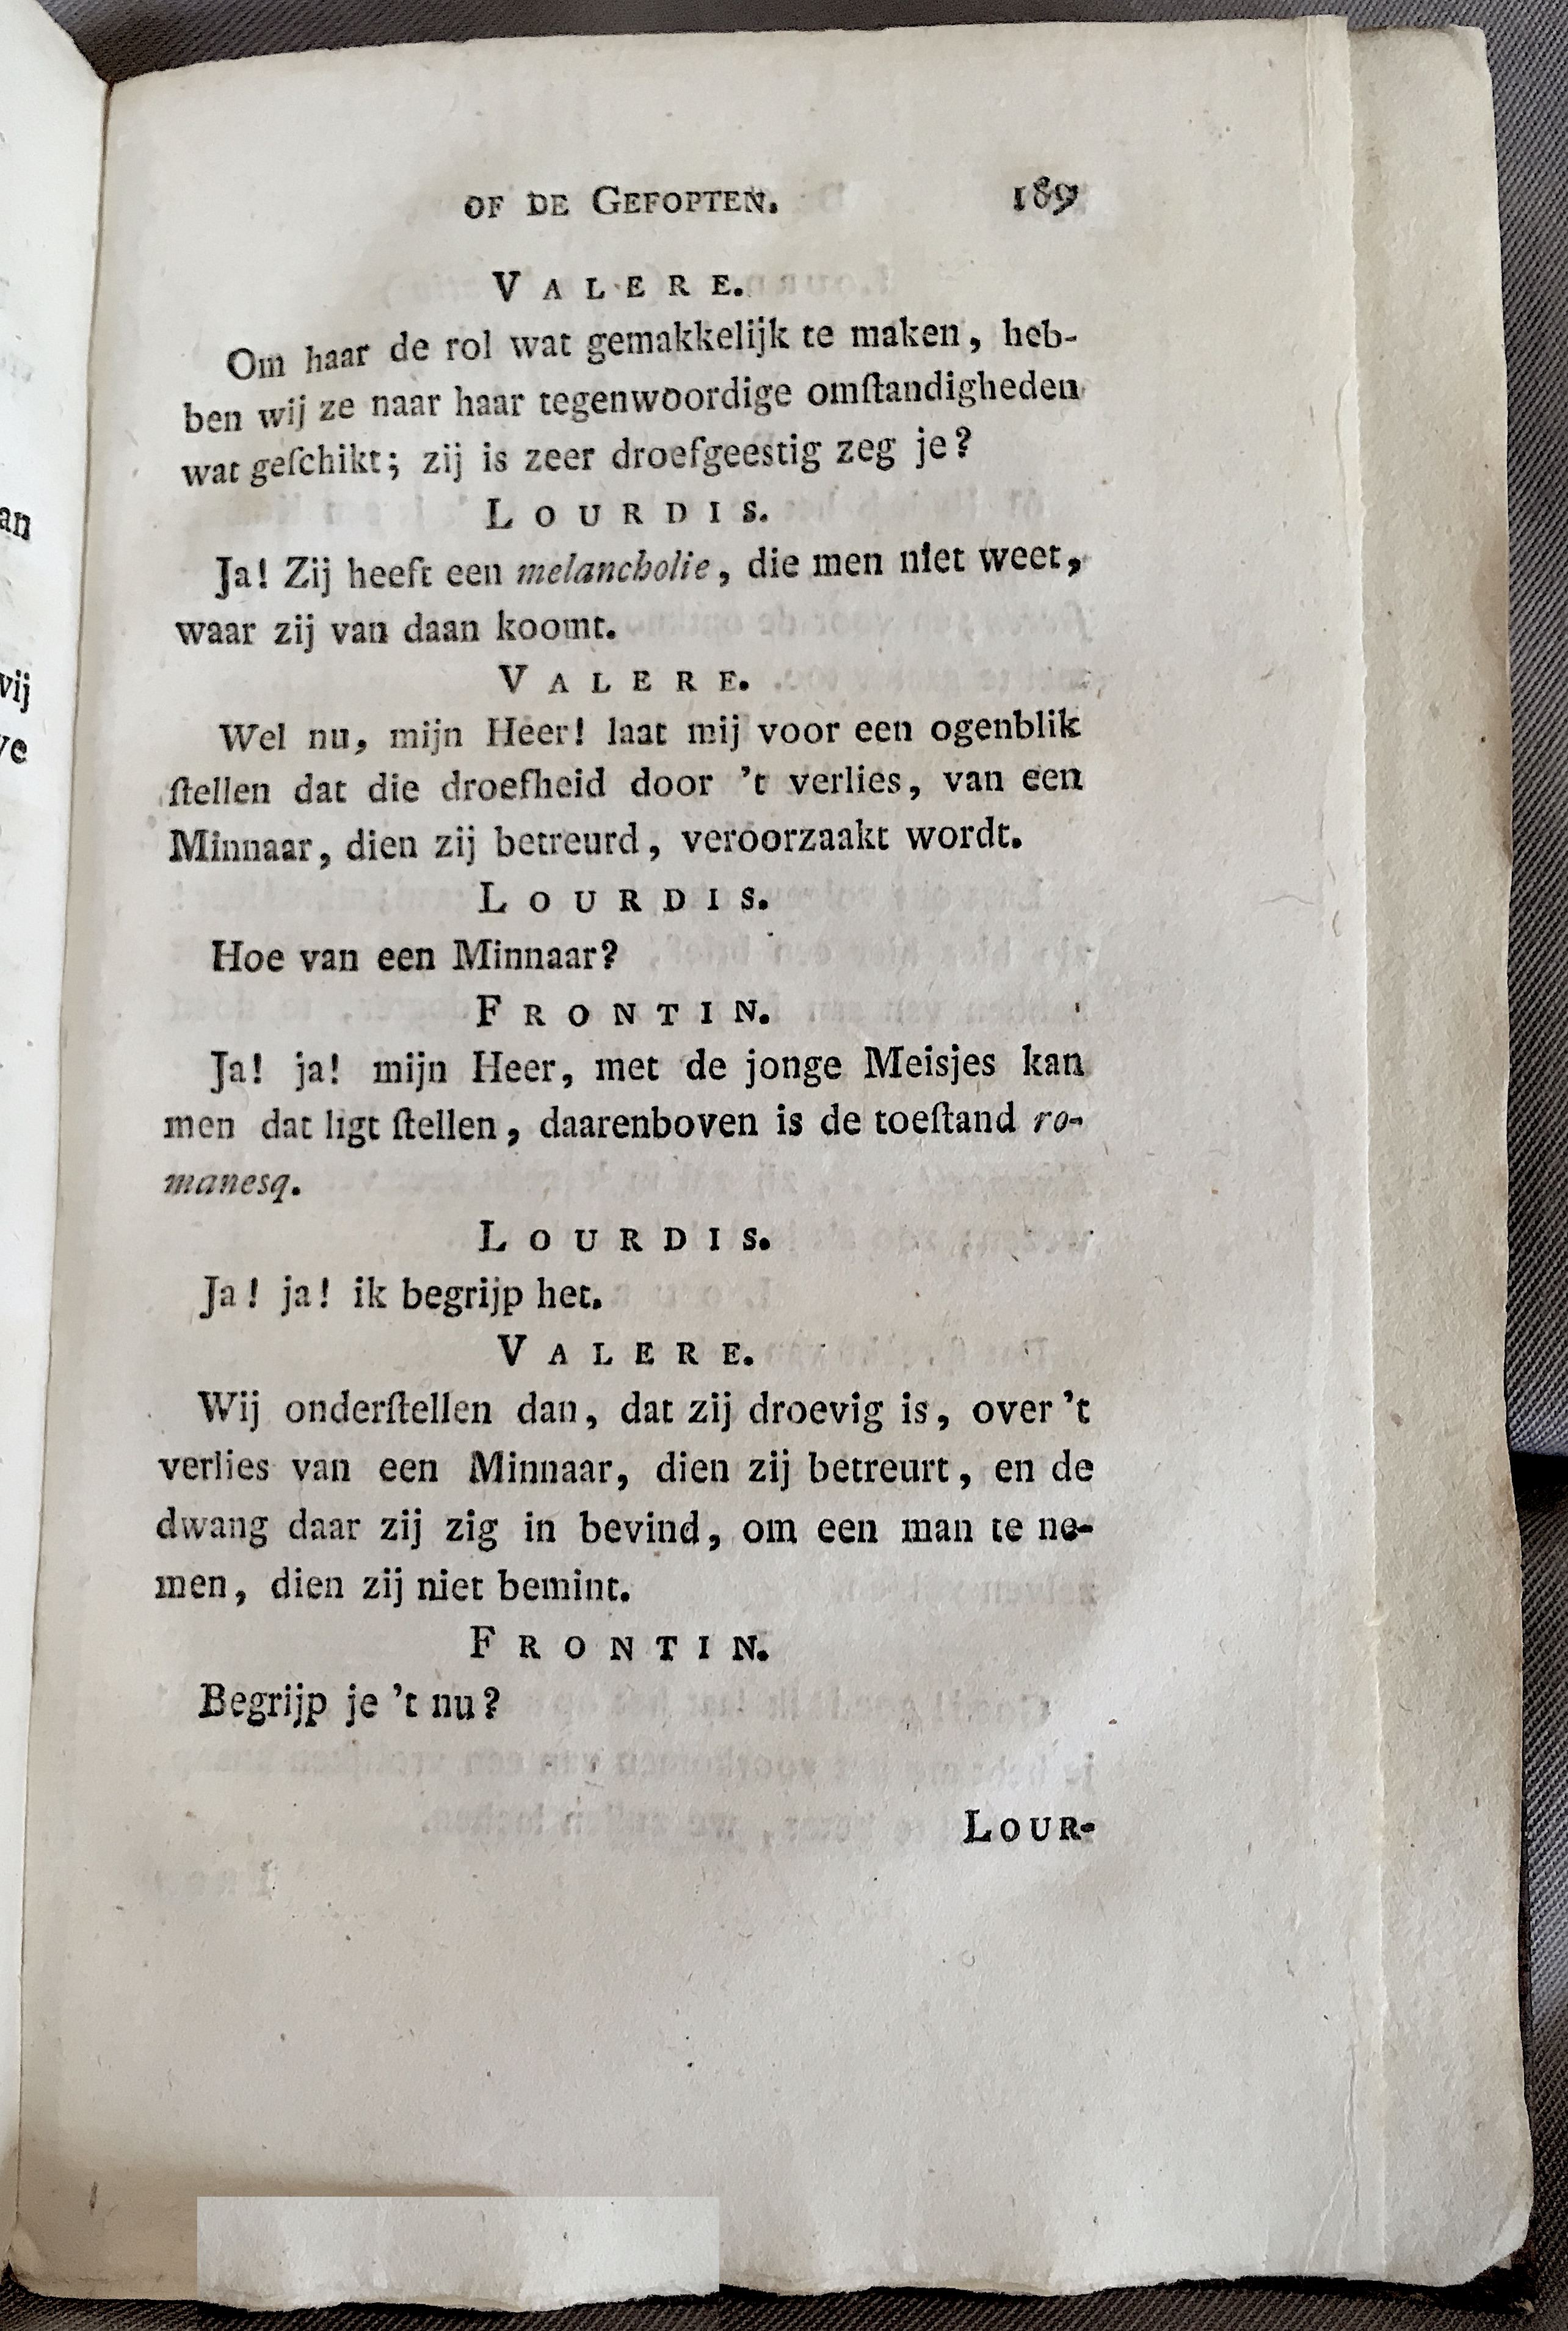 OF DE GEFOPTEN. 189
VALERE.
Om haar de rol wat gemakkelijk te maken, heb-
ben wij ze naar haar tegenwoordige omſtandigheden
wat geſchikt; zij is zeer droefgeestig zeg je?
LOURDIS.
Ja! Zij heeft een melancholie, die men niet weet,
waar zij van daan koomt.
VALERE.
Wel nu, mijn Heer! laat mij voor een ogenblik
ſtellen dat die droefheid door 't verlies, van een
Minnaar, dien zij betreurd, veroorzaakt wordt.
LOURDIS.
Hoe van een Minnaar?
FRONTIN.
Ja! ja! mijn Heer, met de jonge Meisjes kan
men dat ligt ſtellen, daarenboven is de toeſtand ro-
manesq.
LOURDIS.
Ja! ja! ik begrijp het.
VALERE.
Wij onderſtellen dan, dat zij droevig is, over 't
verlies van een Minnaar, dien zij betreurt, en de
dwang daar zij zig in bevind, om een man te ne-
men, dien zij niet bemint.
FRONTIN.
Begrijp je 't nu?
LOUR-
an
wij